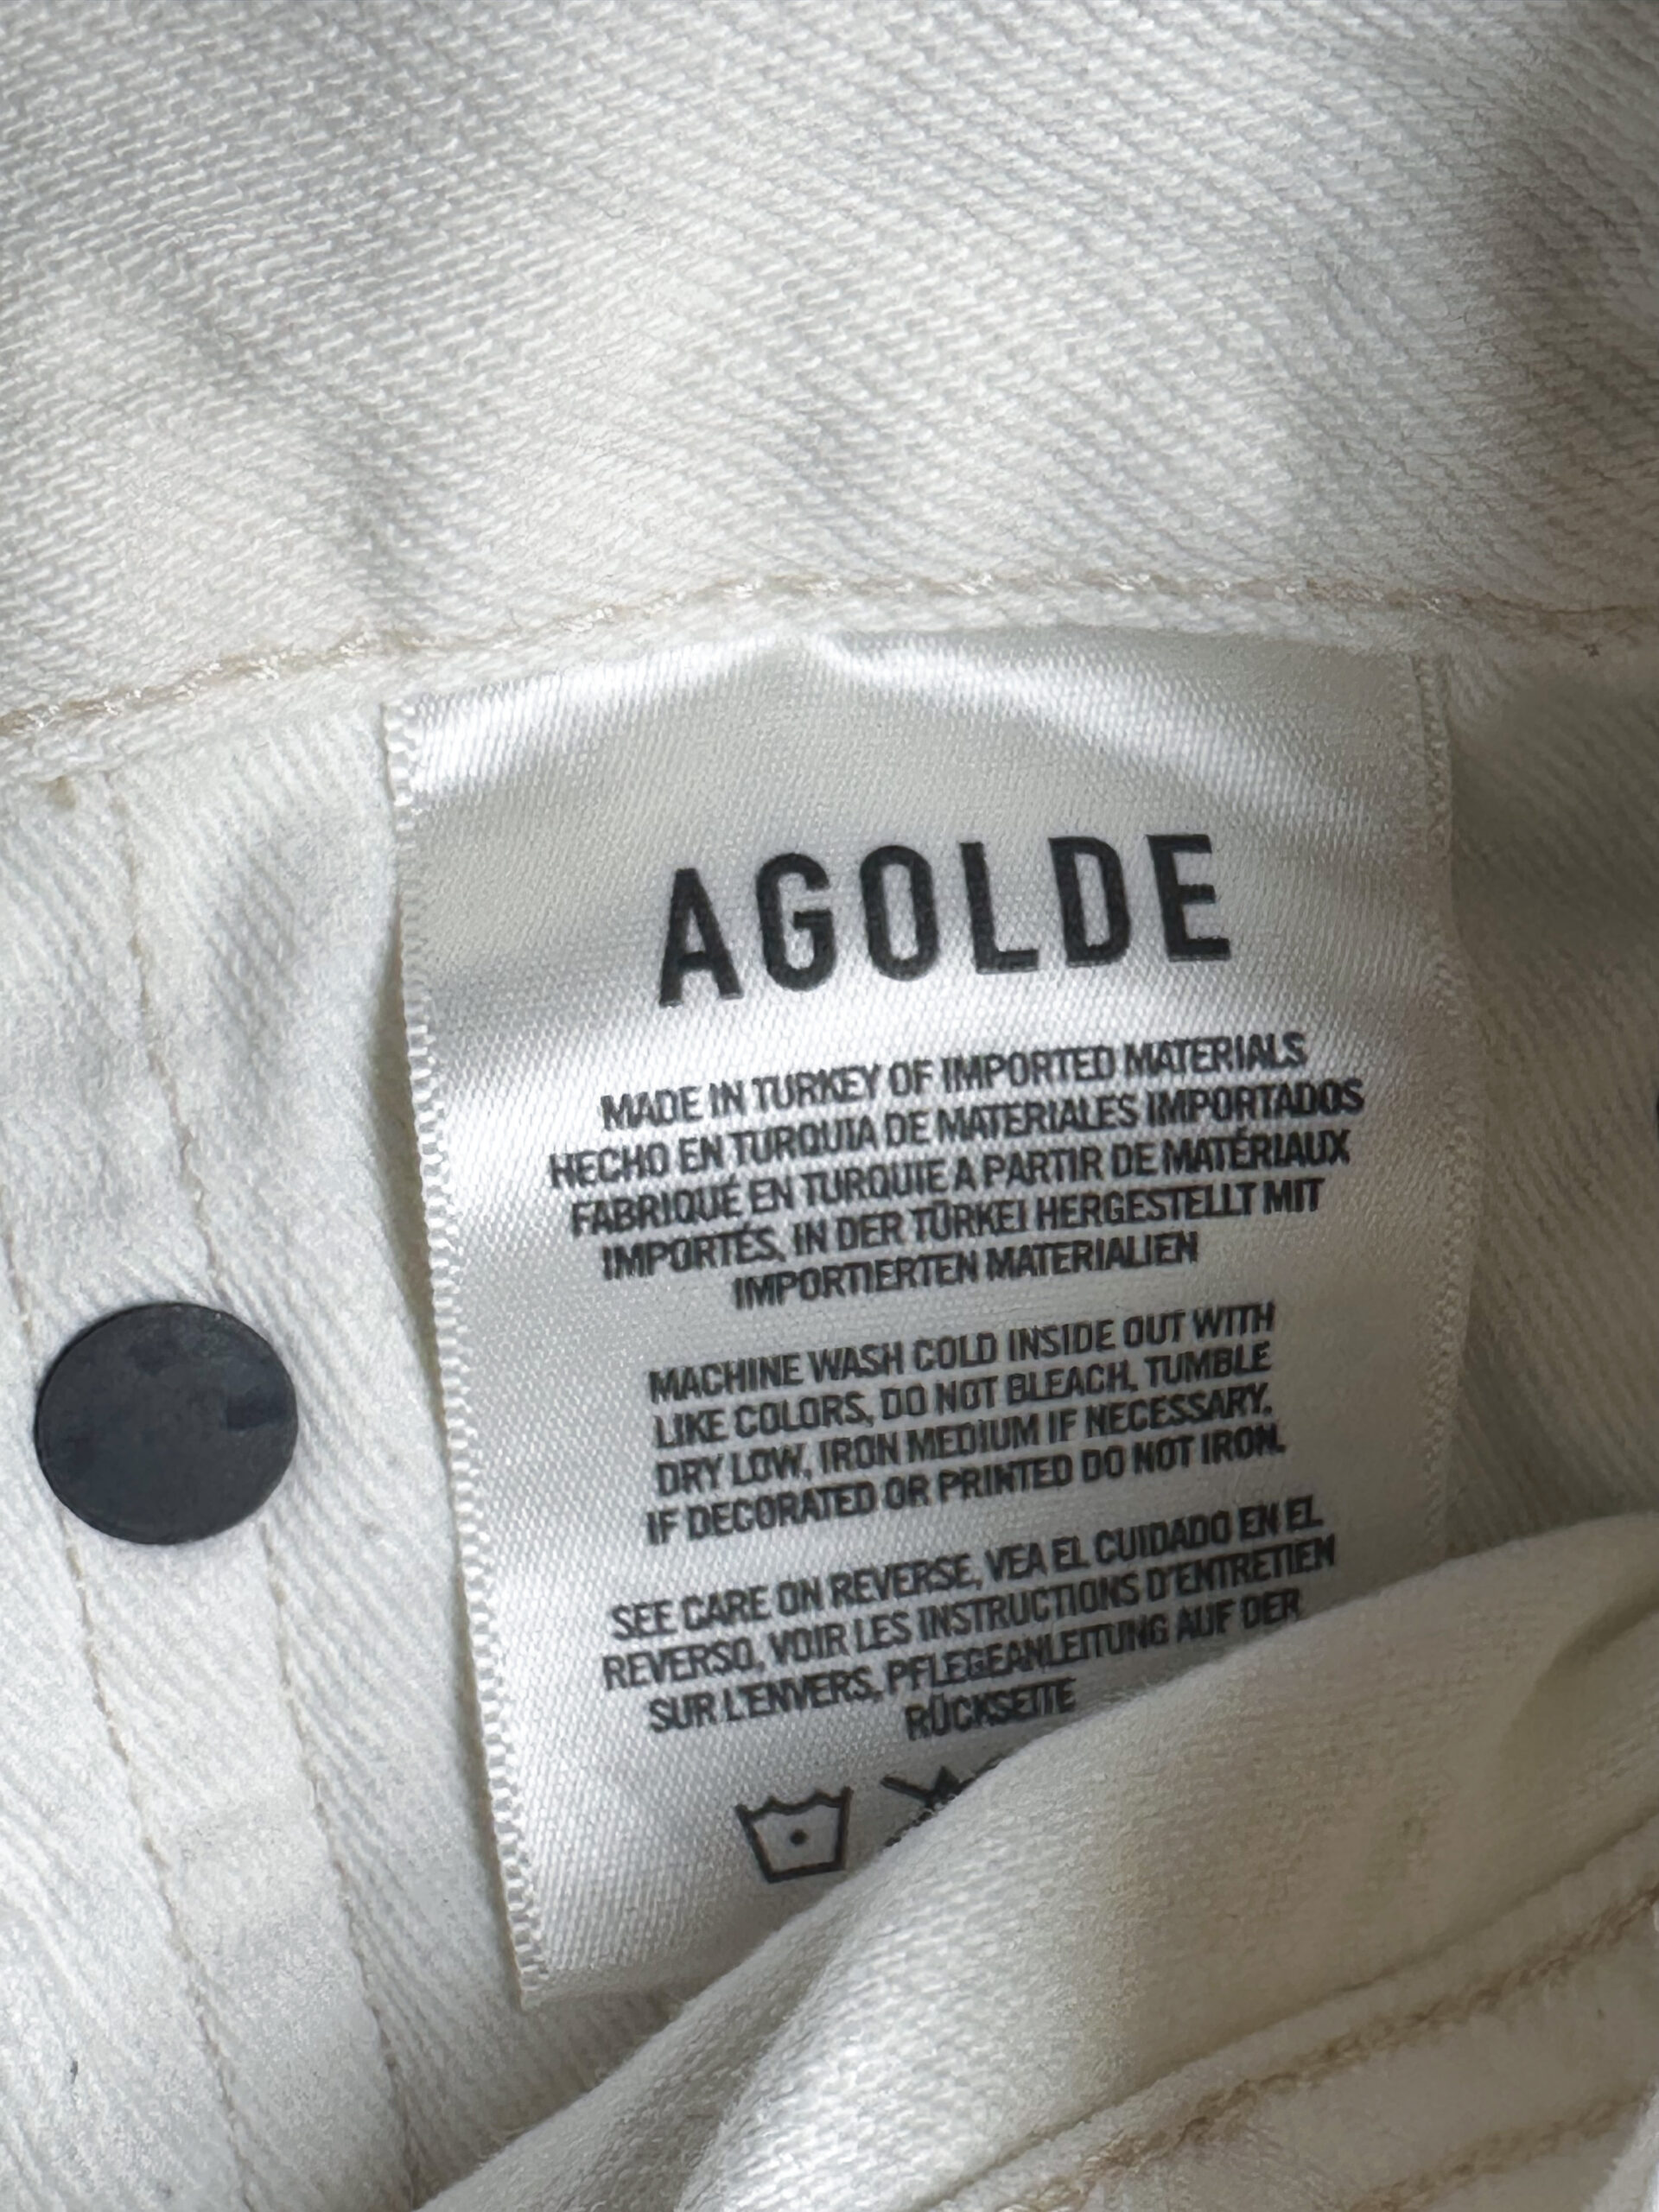 AGOLDE
MADE IN TURKEY OF IMPORTED MATERIALS
HECHO EN TURQUIA DE MATERIALES IMPORTADOS
FABRIQUÉ EN TURQUIE A PARTIR DE MATÉRIAUX
IMPORTÉS, IN DER TÜRKEI HERGESTELLT MIT
IMPORTIERTEN MATERIALIEN
MACHINE WASH COLD INSIDE OUT WITH
LIKE COLORS, DO NOT BLEACH, TUMBLE
DRY LOW, IRON MEDIUM IF NECESSARY.
IF DECORATED OR PRINTED DO NOT IRON.
SEE CARE ON REVERSE, VEA EL CUIDADO EN EL
REVERSO, VOIR LES INSTRUCTIONS D'ENTRETIEN
SUR L'ENVERS, PFLEGEANLEITUNG AUF DER
RÜCKSEITE